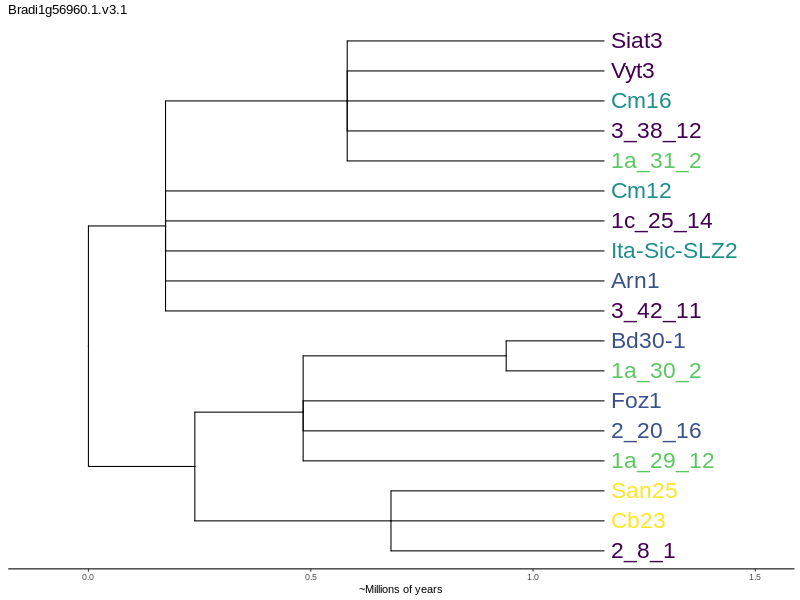 Bradi1g56960.1.v3.1
Siat3
Vyt3
Cm16
3_38_12
1a_31_2
Cm12
1c_25_14
Ita-Sic-SLZ2
Arn1
3_42_11
Bd30-1
1a_30_2
Foz1
2_20_16
1a_29_12
San25
Cb23
2_8_1
0.0 0.5 1.0 1.5
~Millions of years